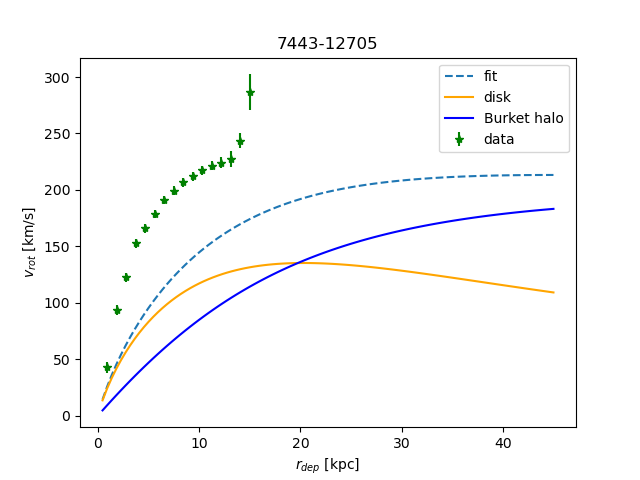 7443-12705
300
250
200
150
100
50
0
v_rot [km/s]
fit
disk
Burket halo
data
0 10 20 30 40
r_dep [kpc]